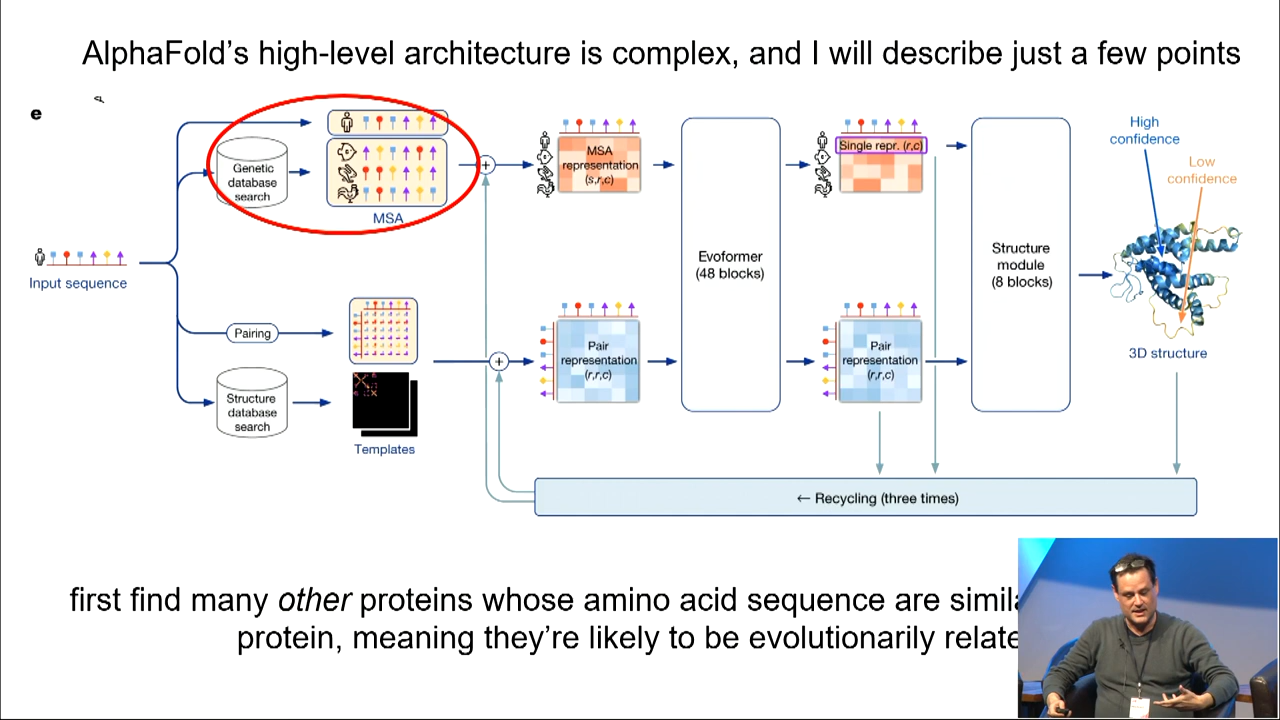 AlphaFold's high-level architecture is complex, and I will describe just a few points
e
Genetic
database
search
MSA
Input sequence
Pairing
Structure
database
search
Templates
MSA
representation
(s,r,c)
Pair
representation
(r,r,c)
Evoformer
(48 blocks)
Single repr. (r,c)
Pair
representation
(r,r,c)
Structure
module
(8 blocks)
High
confidence
Low
confidence
3D structure
← Recycling (three times)
first find many other proteins whose amino acid sequence are
protein, meaning they're likely to be evolutionarily